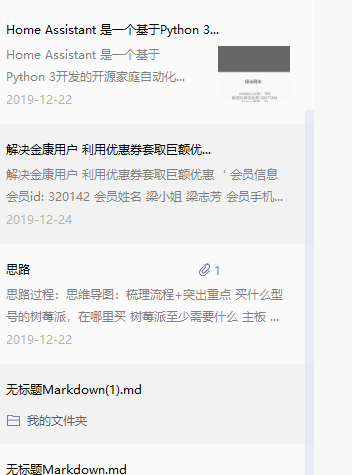 Home Assistant 是一个基于Python 3...
Home Assistant 是一个基于
Python 3开发的开源家庭自动化...
2019-12-22
解决金康用户 利用优惠券套取巨额优...
解决金康用户 利用优惠券套取巨额优惠 ‘ 会员信息
会员id: 320142 会员姓名 梁小姐 梁志芳 会员手机...
2019-12-24
思路
1
思路过程：思维导图：梳理流程+突出重点 买什么型
号的树莓派，在哪里买 树莓派至少需要什么 主板 ...
2019-12-22
无标题Markdown(1).md
我的文件夹
无标题Markdown.md